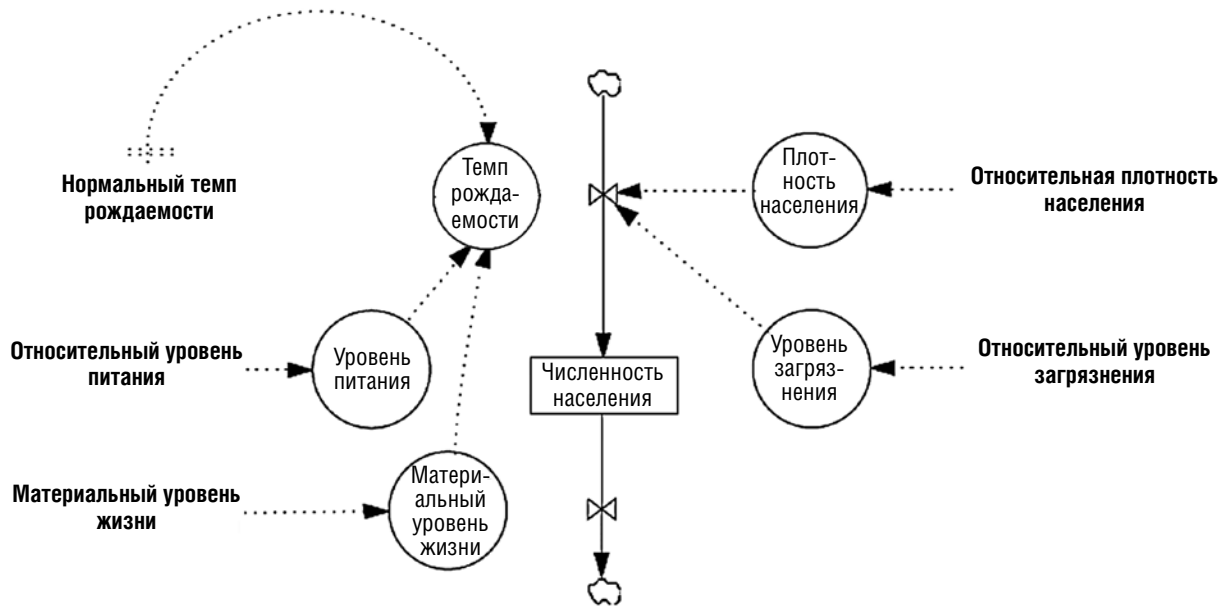 Нормальный темп
рождаемости
Темп
рожда-
емости
Плот-
ность
населения
Относительная плотность
населения
Относительный уровень
питания
Уровень
питания
Численность
населения
Уровень
загряз-
нения
Относительный уровень
загрязнения
Материальный уровень
жизни
Матери-
альный
уровень
жизни